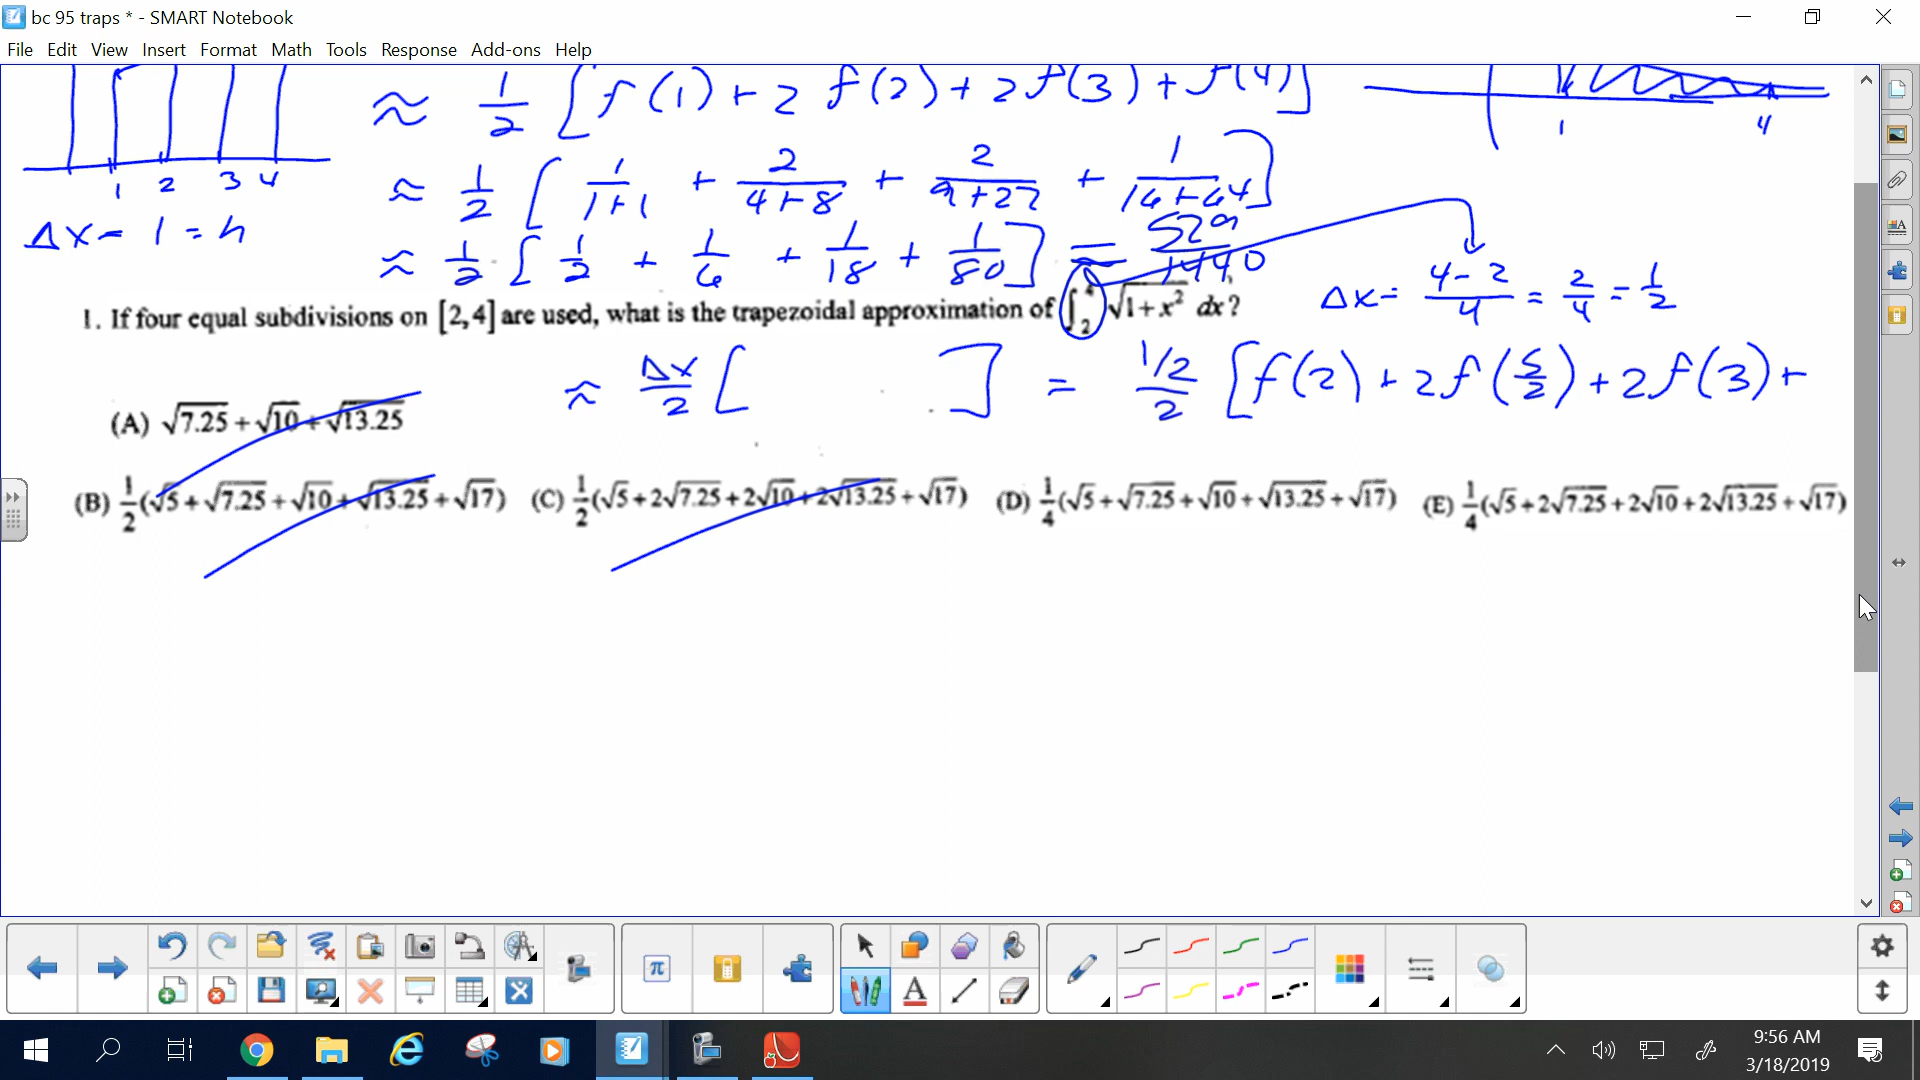 bc 95 traps * - SMART Notebook
File Edit View Insert Format Math Tools Response Add-ons Help
≈ 1/2 [f(1) + 2 f(2) + 2f(3) + f(4)]
1 4
1 2 3 4
≈ 1/2 [1/(1+1) + 2/(4+8) + 2/(9+27) + 1/(16+64)]
Δx = 1 = h
≈ 1/2 [1/2 + 1/6 + 1/18 + 1/80] = 529/1440
Δx = (4-2)/4 = 2/4 = 1/2
1. If four equal subdivisions on [2,4] are used, what is the trapezoidal approximation of ∫₂⁴ √(1+x²) dx?
≈ Δx/2 [ ] = (1/2)/2 [f(2) + 2f(5/2) + 2f(3) +
(A) √7.25 + √10 + √13.25
(B) 1/2(√5 + √7.25 + √10 + √13.25 + √17) (C) 1/2(√5 + 2√7.25 + 2√10 + 2√13.25 + √17) (D) 1/4(√5 + √7.25 + √10 + √13.25 + √17) (E) 1/4(√5 + 2√7.25 + 2√10 + 2√13.25 + √17)
π
A
9:56 AM
3/18/2019